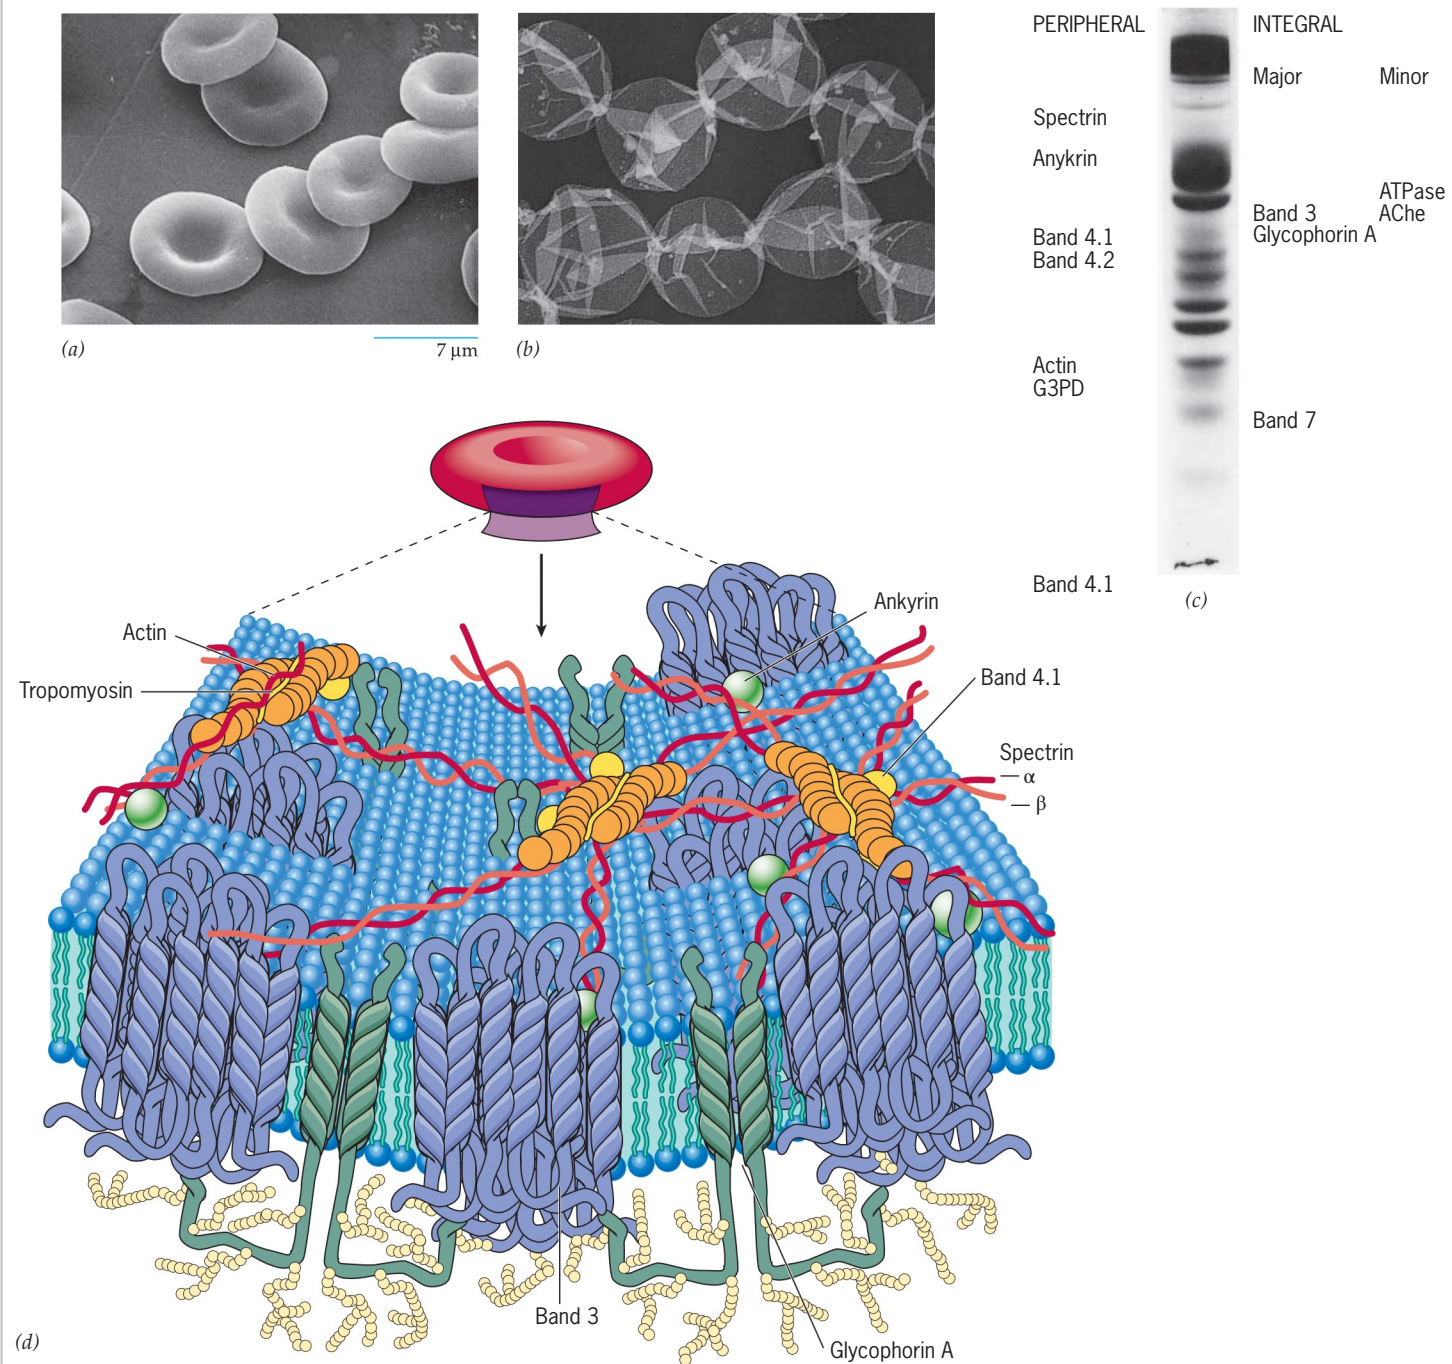 (a)
7 μm
(b)
PERIPHERAL
INTEGRAL
Major
Minor
Spectrin
Anykrin
ATPase
Band 3
AChe
Glycophorin A
Band 4.1
Band 4.2
Actin
G3PD
Band 7
Band 4.1
(c)
Ankyrin
Actin
Tropomyosin
Band 4.1
Spectrin
α
β
Band 3
Glycophorin A
(d)